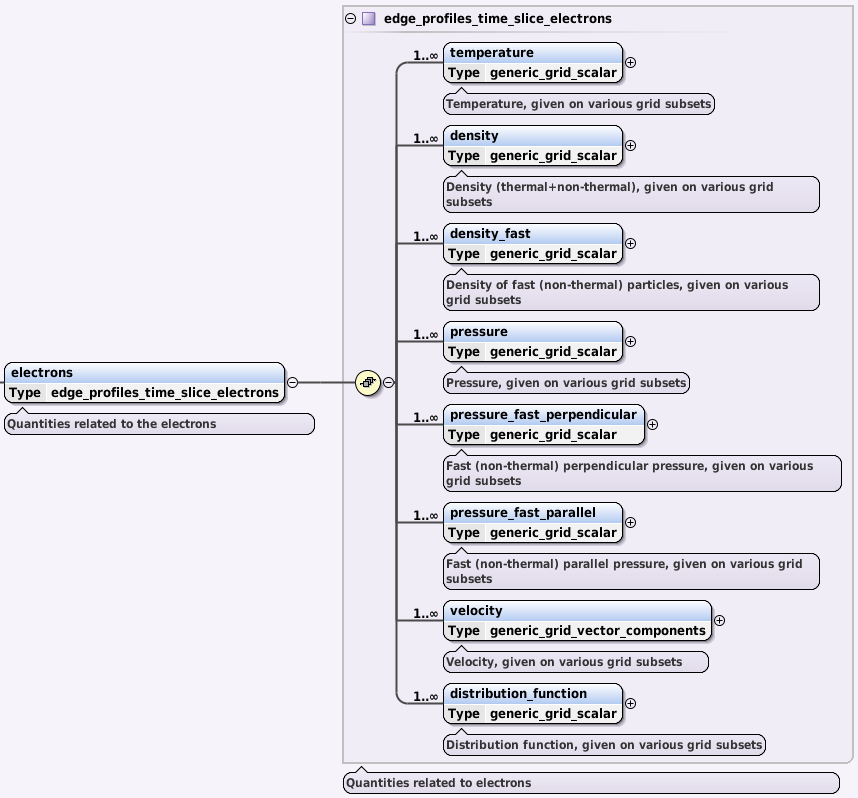 edge_profiles_time_slice_electrons
1..∞
temperature
Type generic_grid_scalar
Temperature, given on various grid subsets
1..∞
density
Type generic_grid_scalar
Density (thermal+non-thermal), given on various grid
subsets
1..∞
density_fast
Type generic_grid_scalar
Density of fast (non-thermal) particles, given on various
grid subsets
1..∞
pressure
Type generic_grid_scalar
Pressure, given on various grid subsets
electrons
Type edge_profiles_time_slice_electrons
Quantities related to the electrons
1..∞
pressure_fast_perpendicular
Type generic_grid_scalar
Fast (non-thermal) perpendicular pressure, given on various
grid subsets
1..∞
pressure_fast_parallel
Type generic_grid_scalar
Fast (non-thermal) parallel pressure, given on various grid
subsets
1..∞
velocity
Type generic_grid_vector_components
Velocity, given on various grid subsets
1..∞
distribution_function
Type generic_grid_scalar
Distribution function, given on various grid subsets
Quantities related to electrons